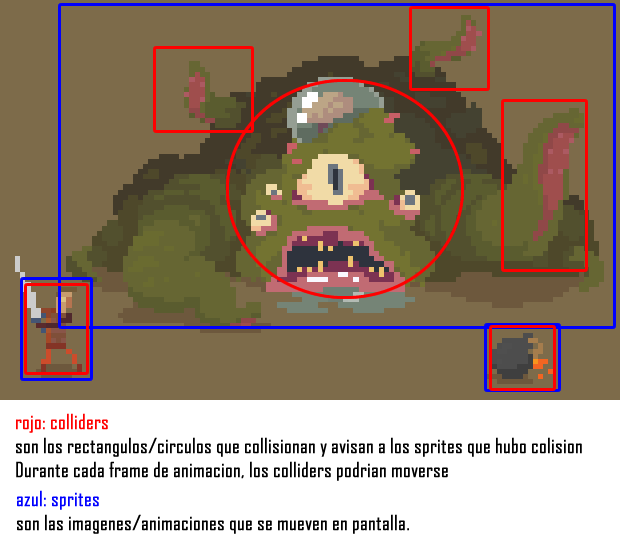 rojo: colliders
son los rectangulos/circulos que collisionan y avisan a los sprites que hubo colision
Durante cada frame de animacion, los colliders podrian moverse
azul: sprites
son las imagenes/animaciones que se mueven en pantalla.